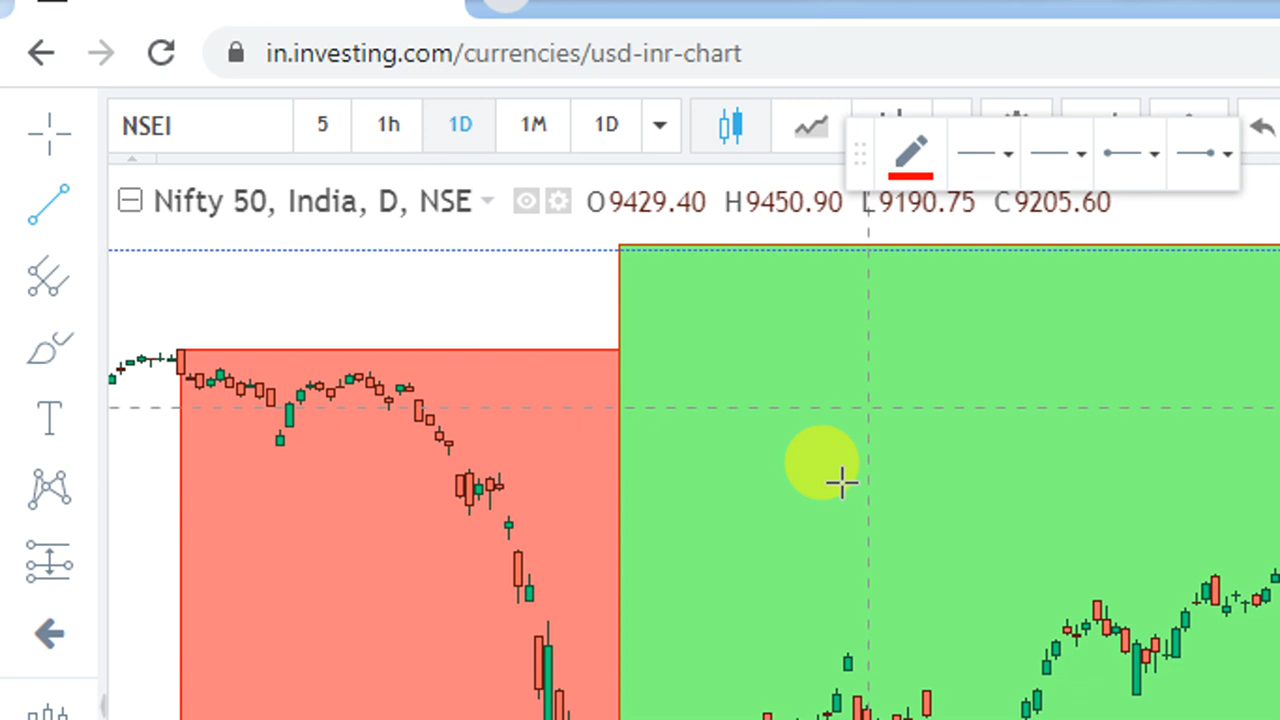 in.investing.com/currencies/usd-inr-chart
NSEI 5 1h 1D 1M 1D
Nifty 50, India, D, NSE O9429.40 H9450.90 L9190.75 C9205.60
T